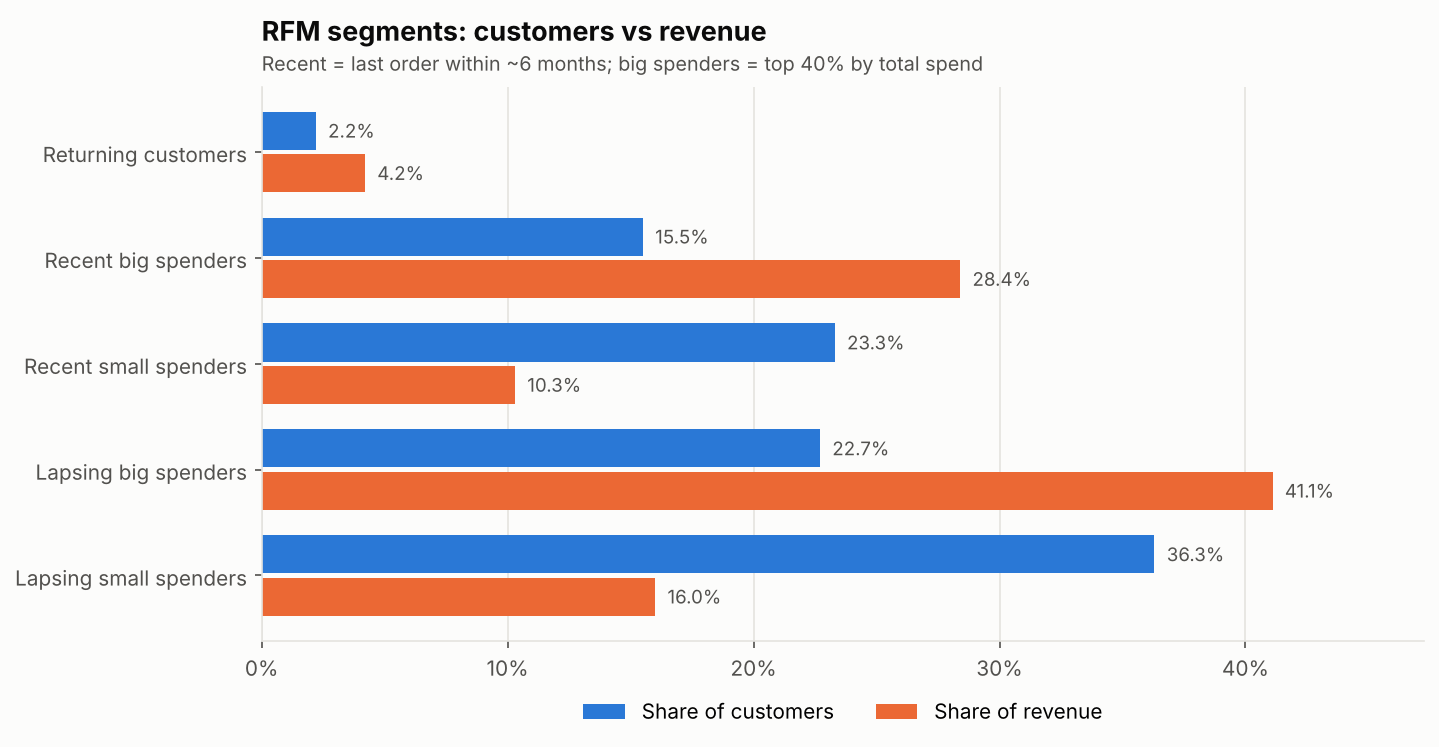 RFM segments: customers vs revenue
Recent = last order within ~6 months; big spenders = top 40% by total spend
Returning customers
2.2%
4.2%
Recent big spenders
15.5%
28.4%
Recent small spenders
23.3%
10.3%
Lapsing big spenders
22.7%
41.1%
Lapsing small spenders
36.3%
16.0%
0% 10% 20% 30% 40%
Share of customers Share of revenue